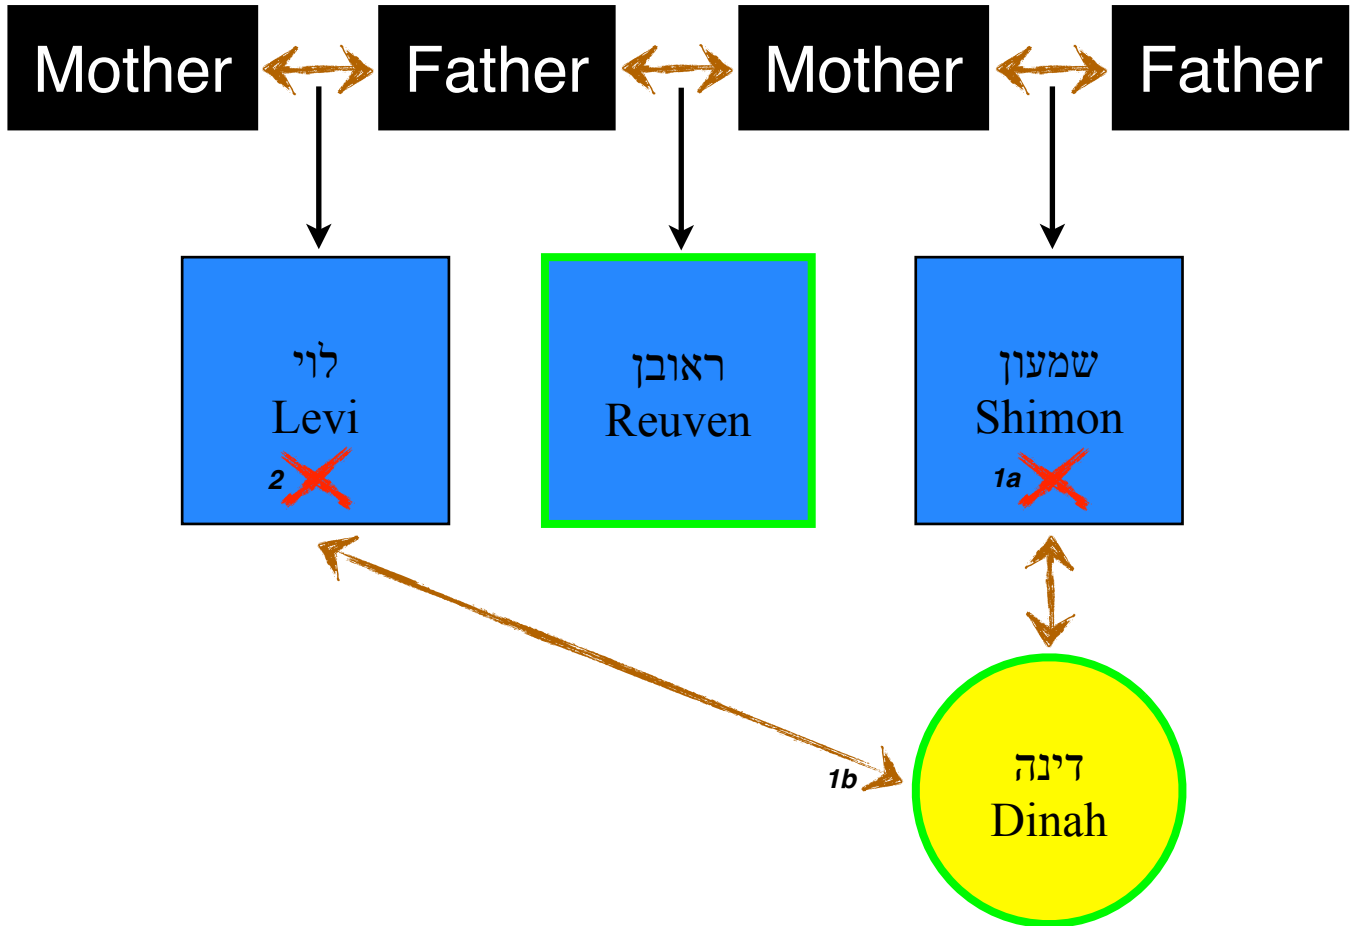 Mother
Father
Mother
Father
לוי
Levi
2
ראובן
Reuven
שמעון
Shimon
1a
1b
דינה
Dinah